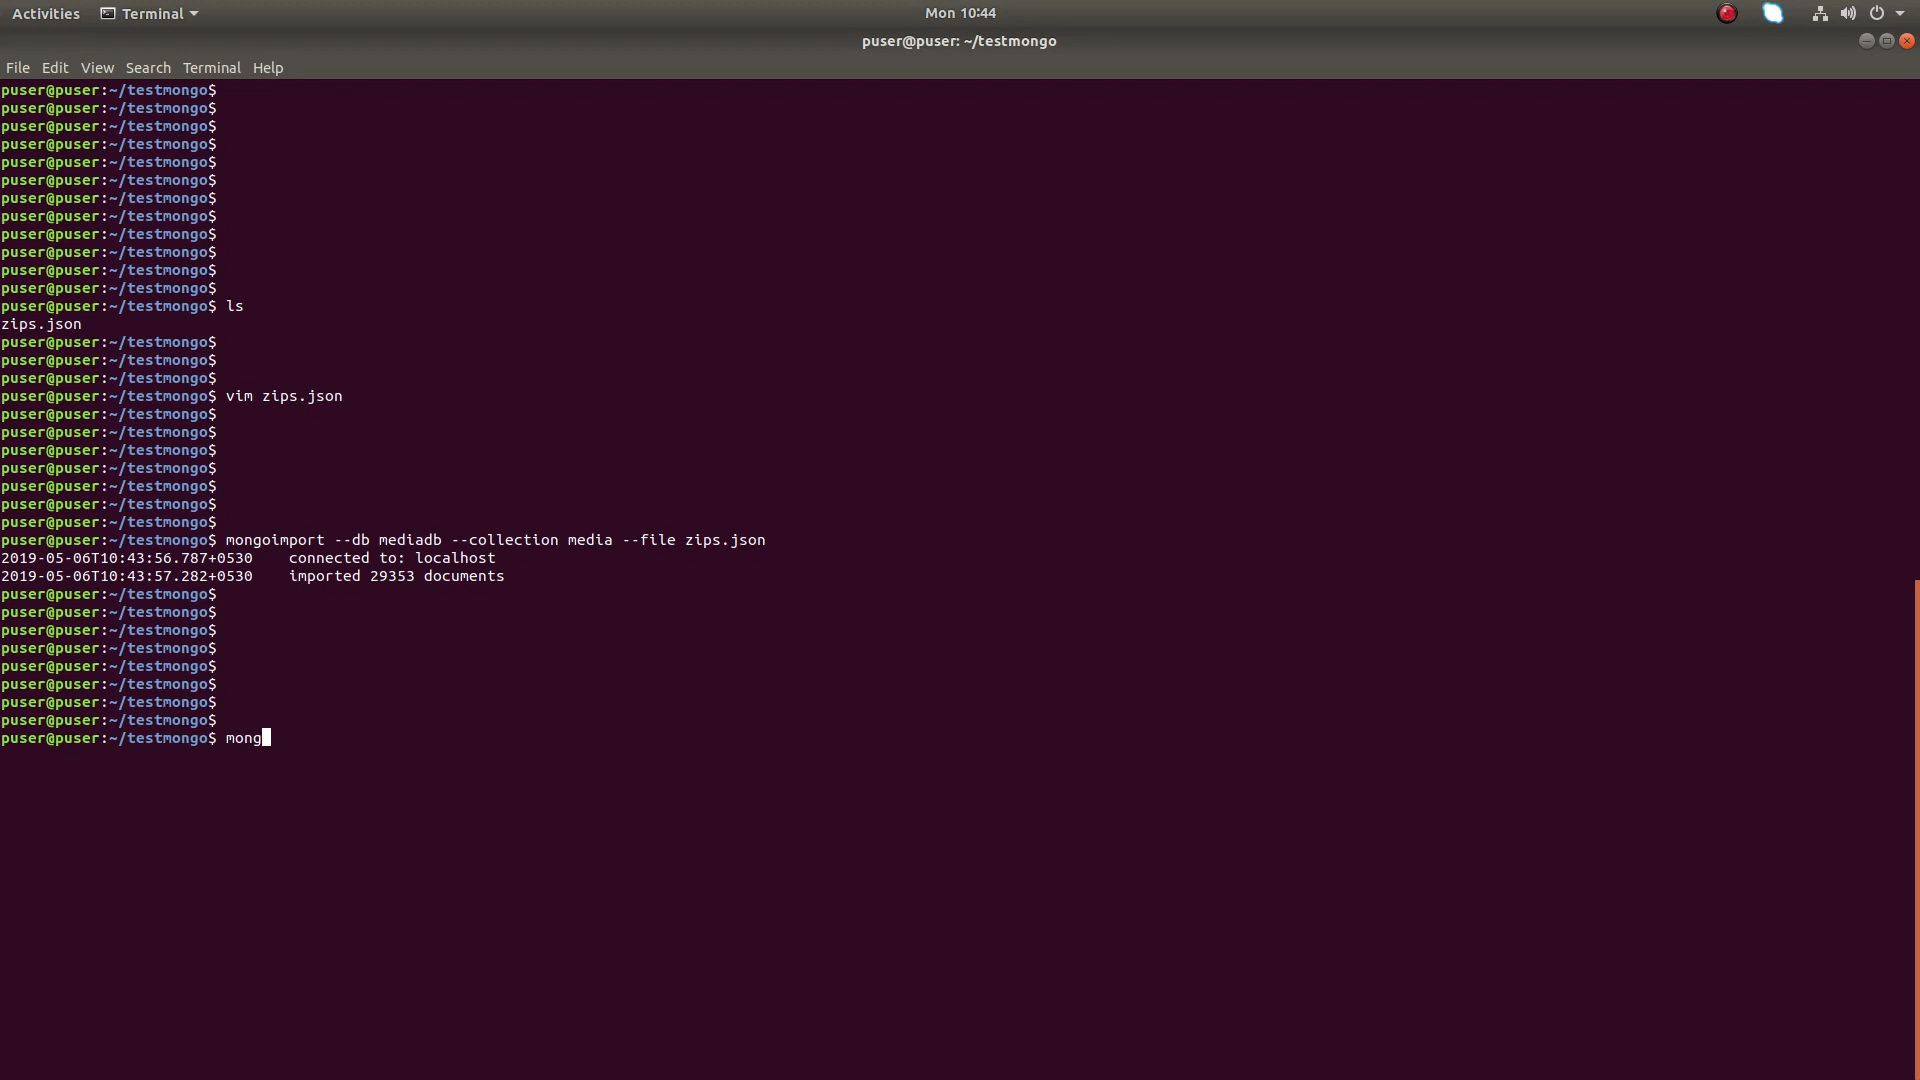 Activities Terminal Mon 10:44
puser@puser: ~/testmongo
File Edit View Search Terminal Help
puser@puser:~/testmongo$
puser@puser:~/testmongo$
puser@puser:~/testmongo$
puser@puser:~/testmongo$
puser@puser:~/testmongo$
puser@puser:~/testmongo$
puser@puser:~/testmongo$
puser@puser:~/testmongo$
puser@puser:~/testmongo$
puser@puser:~/testmongo$
puser@puser:~/testmongo$
puser@puser:~/testmongo$
puser@puser:~/testmongo$ ls
zips.json
puser@puser:~/testmongo$
puser@puser:~/testmongo$
puser@puser:~/testmongo$
puser@puser:~/testmongo$ vim zips.json
puser@puser:~/testmongo$
puser@puser:~/testmongo$
puser@puser:~/testmongo$
puser@puser:~/testmongo$
puser@puser:~/testmongo$
puser@puser:~/testmongo$
puser@puser:~/testmongo$
puser@puser:~/testmongo$ mongoimport --db mediadb --collection media --file zips.json
2019-05-06T10:43:56.787+0530    connected to: localhost
2019-05-06T10:43:57.282+0530    imported 29353 documents
puser@puser:~/testmongo$
puser@puser:~/testmongo$
puser@puser:~/testmongo$
puser@puser:~/testmongo$
puser@puser:~/testmongo$
puser@puser:~/testmongo$
puser@puser:~/testmongo$
puser@puser:~/testmongo$
puser@puser:~/testmongo$ mong